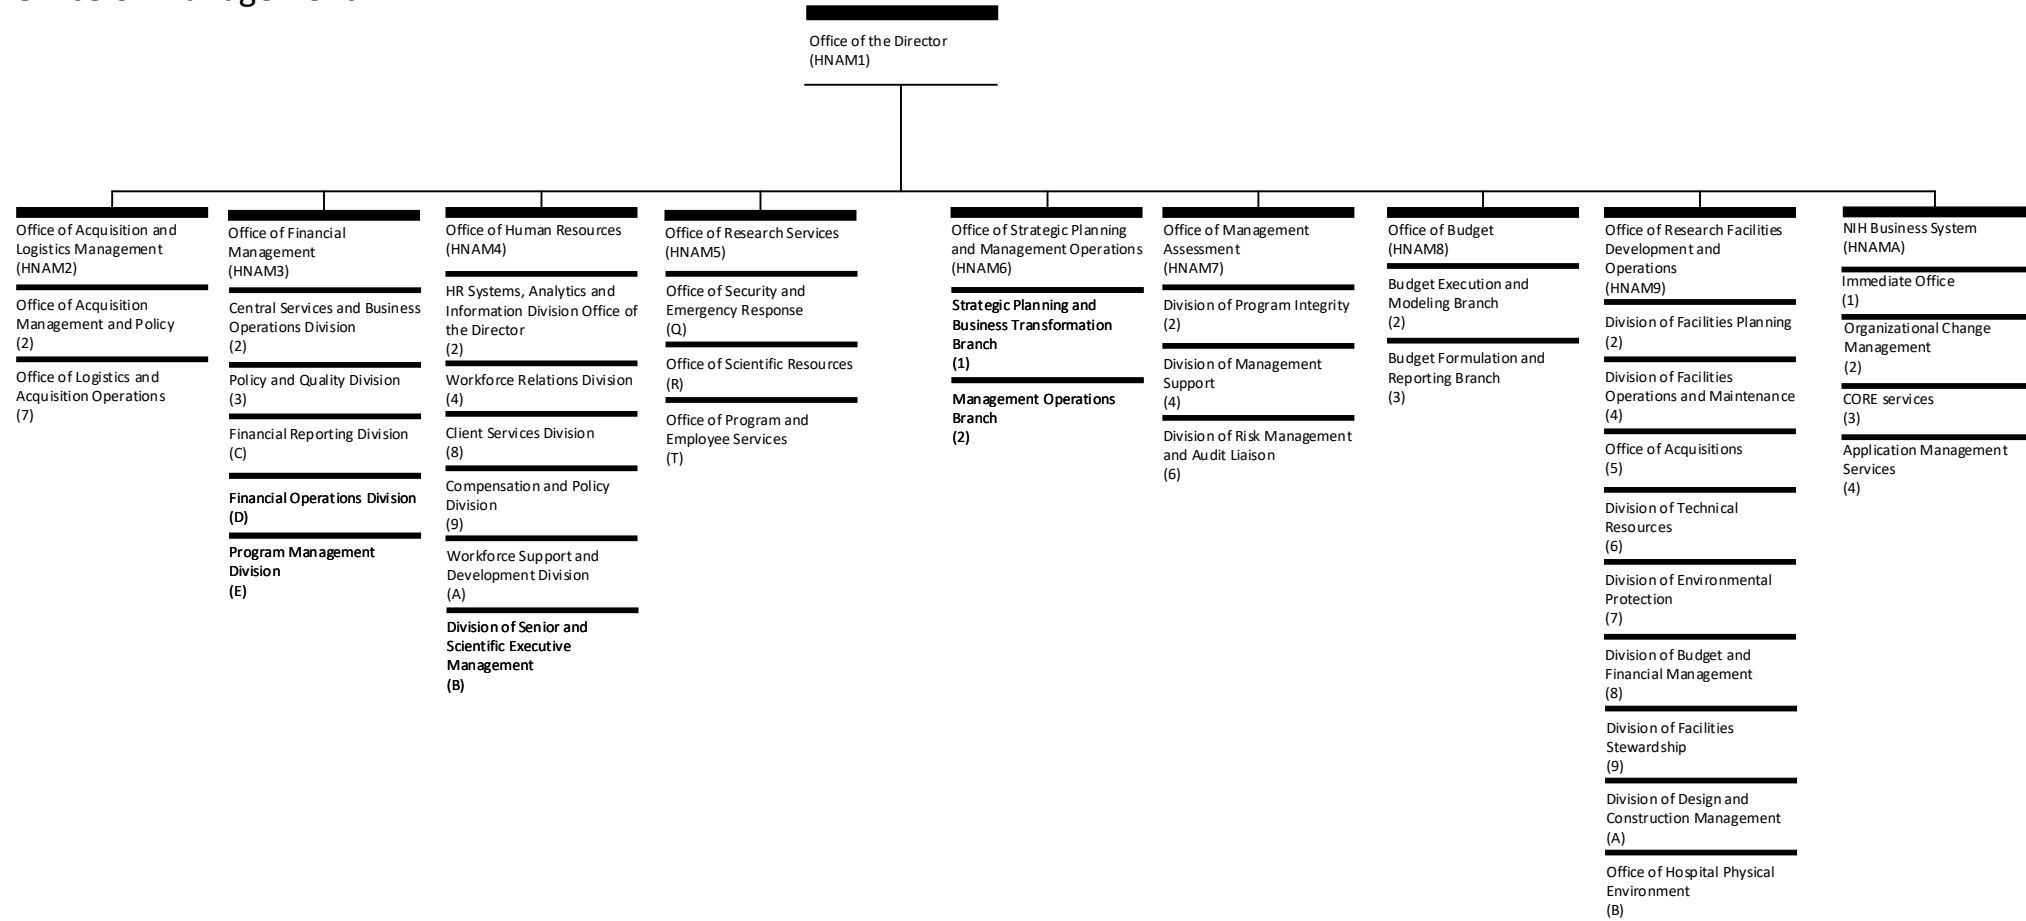 Office of the Director
(HNAM1)
Office of Acquisition and
Logistics Management
(HNAM2)
Office of Acquisition
Management and Policy
(2)
Office of Logistics and
Acquisition Operations
(7)
Office of Financial
Management
(HNAM3)
Central Services and Business
Operations Division
(2)
Policy and Quality Division
(3)
Financial Reporting Division
(C)
Financial Operations Division
(D)
Program Management
Division
(E)
Office of Human Resources
(HNAM4)
HR Systems, Analytics and
Information Division Office of
the Director
(2)
Workforce Relations Division
(4)
Client Services Division
(8)
Compensation and Policy
Division
(9)
Workforce Support and
Development Division
(A)
Division of Senior and
Scientific Executive
Management
(B)
Office of Research Services
(HNAM5)
Office of Security and
Emergency Response
(Q)
Office of Scientific Resources
(R)
Office of Program and
Employee Services
(T)
Office of Strategic Planning
and Management Operations
(HNAM6)
Strategic Planning and
Business Transformation
Branch
(1)
Management Operations
Branch
(2)
Office of Management
Assessment
(HNAM7)
Division of Program Integrity
(2)
Division of Management
Support
(4)
Division of Risk Management
and Audit Liaison
(6)
Office of Budget
(HNAM8)
Budget Execution and
Modeling Branch
(2)
Budget Formulation and
Reporting Branch
(3)
Office of Research Facilities
Development and
Operations
(HNAM9)
Division of Facilities Planning
(2)
Division of Facilities
Operations and Maintenance
(4)
Office of Acquisitions
(5)
Division of Technical
Resources
(6)
Division of Environmental
Protection
(7)
Division of Budget and
Financial Management
(8)
Division of Facilities
Stewardship
(9)
Division of Design and
Construction Management
(A)
Office of Hospital Physical
Environment
(B)
NIH Business System
(HNAMA)
Immediate Office
(1)
Organizational Change
Management
(2)
CORE services
(3)
Application Management
Services
(4)